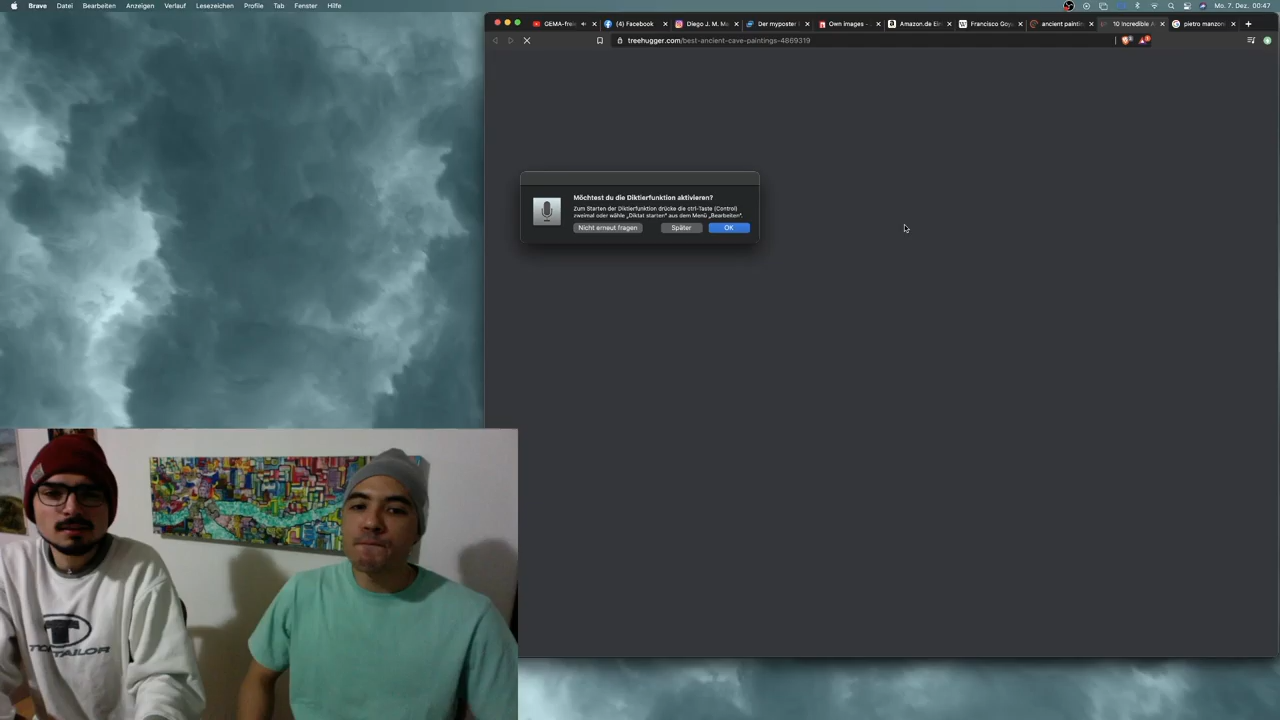 Brave Datei Bearbeiten Anzeigen Verlauf Lesezeichen Profile Tab Fenster Hilfe Mo. 7. Dez. 00:47
GEMA-frei (4) Facebook Diego J. M. M Der myposter Own images - Amazon.de Ein Francisco Goy ancient paintin 10 Incredible A pietro manzon
treehugger.com/best-ancient-cave-paintings-4869319
Möchtest du die Diktierfunktion aktivieren?
Zum Starten der Diktierfunktion drücke die ctrl-Taste (Control)
zweimal oder wähle „Diktat starten“ aus dem Menü „Bearbeiten“.
Nicht erneut fragen Später OK
TOM TAILOR